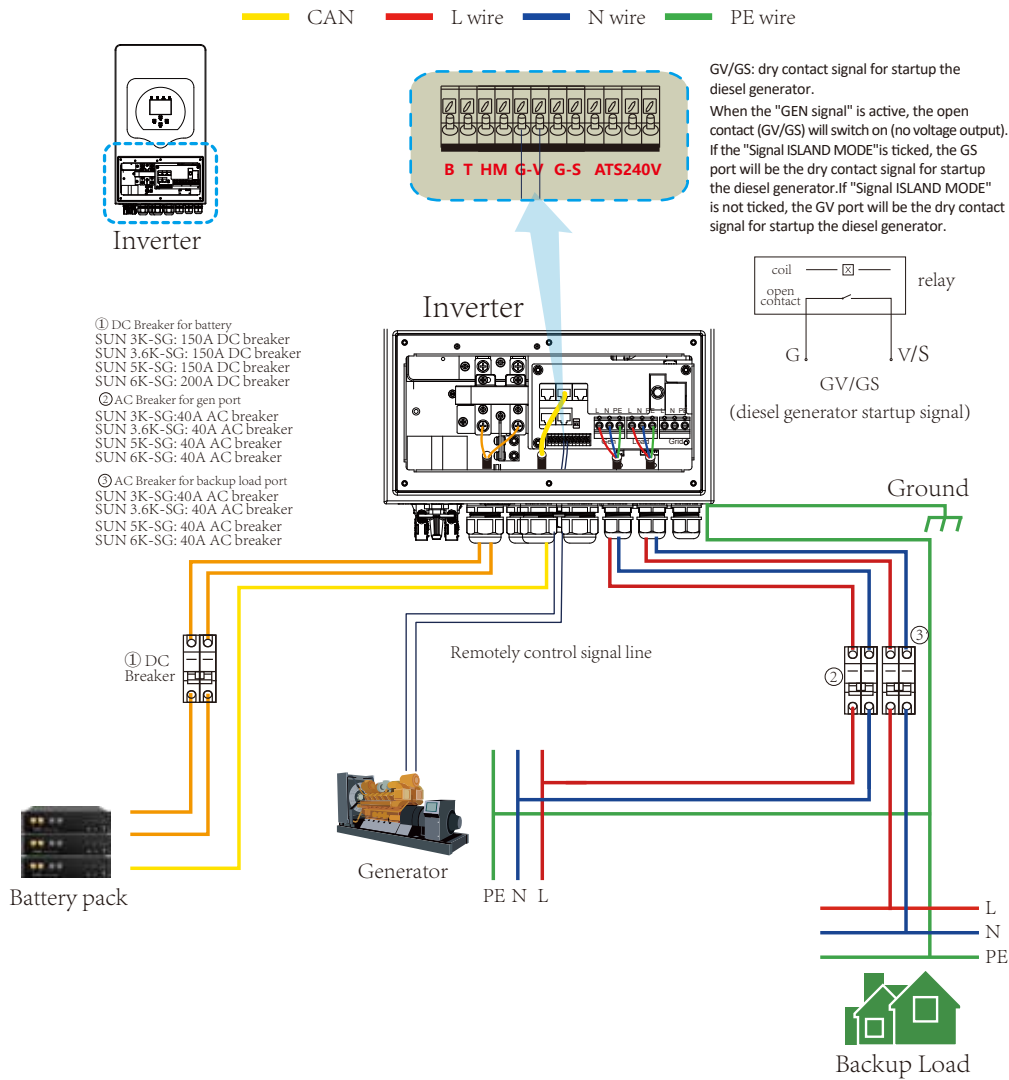 CAN L wire N wire PE wire
GV/GS: dry contact signal for startup the
diesel generator.
When the "GEN signal" is active, the open
contact (GV/GS) will switch on (no voltage output).
If the "Signal ISLAND MODE"is ticked, the GS
port will be the dry contact signal for startup
the diesel generator.If "Signal ISLAND MODE"
is not ticked, the GV port will be the dry contact
signal for startup the diesel generator.
B T HM G-V G-S ATS240V
Inverter
coil
open
contact
relay
G V/S
GV/GS
(diesel generator startup signal)
Inverter
① DC Breaker for battery
SUN 3K-SG: 150A DC breaker
SUN 3.6K-SG: 150A DC breaker
SUN 5K-SG: 150A DC breaker
SUN 6K-SG: 200A DC breaker
② AC Breaker for gen port
SUN 3K-SG:40A AC breaker
SUN 3.6K-SG: 40A AC breaker
SUN 5K-SG: 40A AC breaker
SUN 6K-SG: 40A AC breaker
③ AC Breaker for backup load port
SUN 3K-SG:40A AC breaker
SUN 3.6K-SG: 40A AC breaker
SUN 5K-SG: 40A AC breaker
SUN 6K-SG: 40A AC breaker
L N PE L N PE L N PE
Gen Load Grid
Ground
① DC
Breaker
Remotely control signal line
②
③
Generator
Battery pack
PE N L
L
N
PE
Backup Load